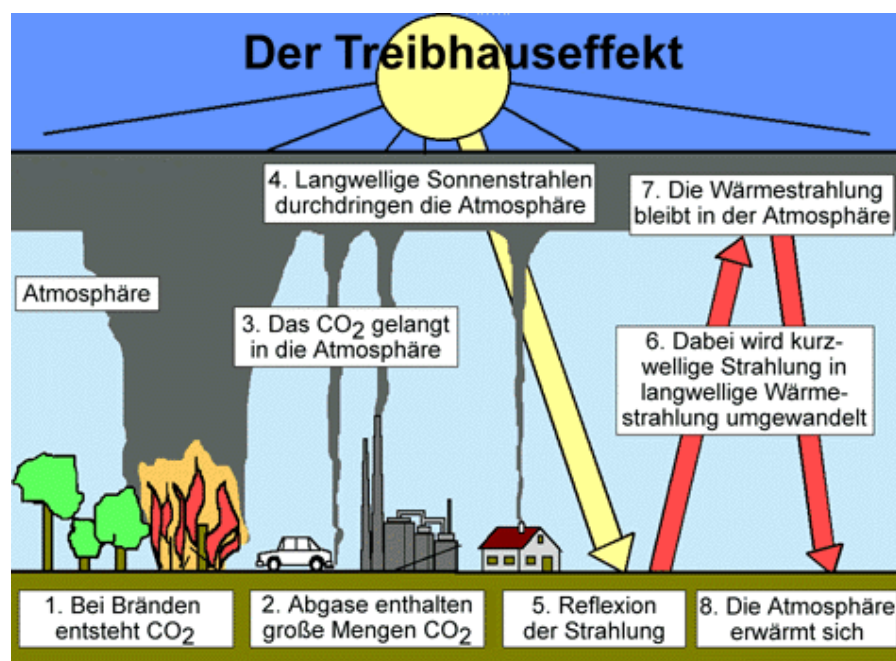 Der Treibhauseffekt
4. Langwellige Sonnenstrahlen
durchdringen die Atmosphäre
7. Die Wärmestrahlung
bleibt in der Atmosphäre
Atmosphäre
3. Das CO₂ gelangt
in die Atmosphäre
6. Dabei wird kurz-
wellige Strahlung in
langwellige Wärme-
strahlung umgewandelt
1. Bei Bränden
entsteht CO₂
2. Abgase enthalten
große Mengen CO₂
5. Reflexion
der Strahlung
8. Die Atmosphäre
erwärmt sich